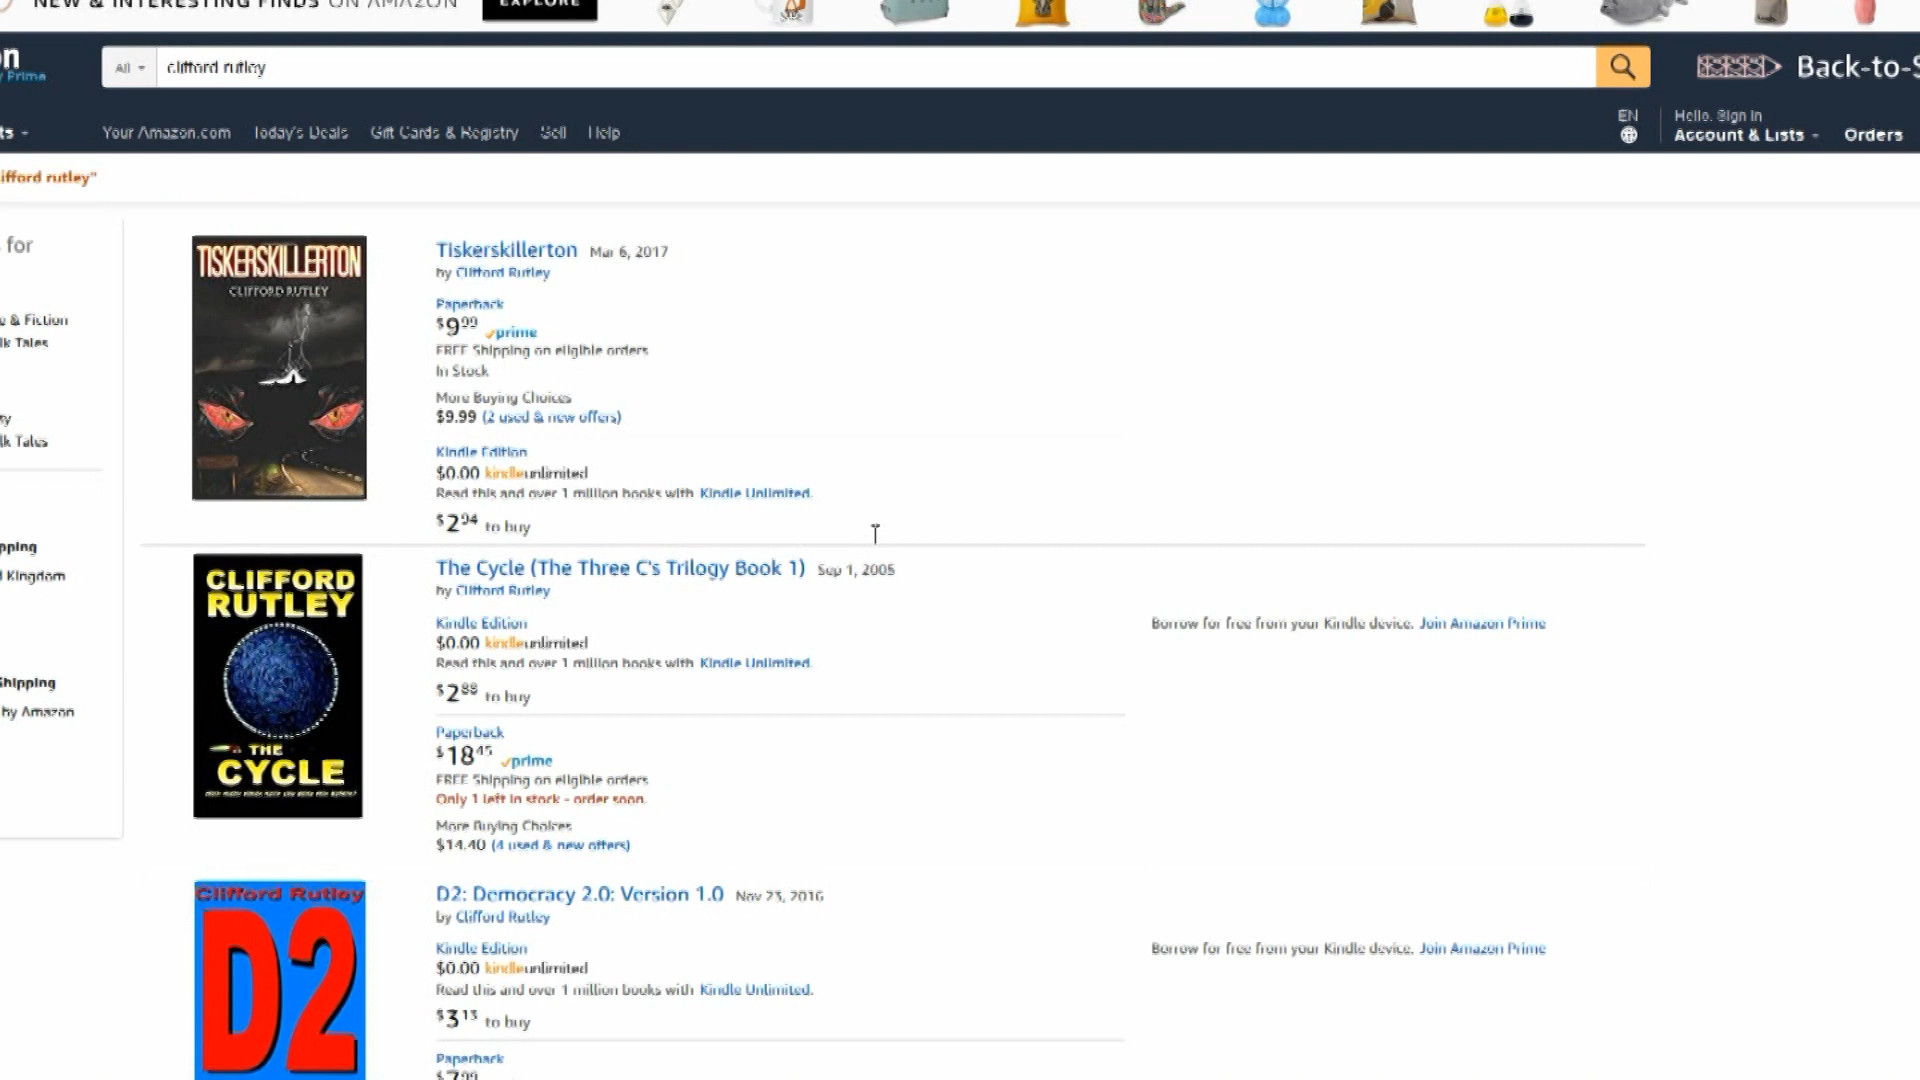 NEW & INTERESTING FINDS ON AMAZON EXPLORE
on
y Prime
All clifford rutley
Back-to-S
ts
Your Amazon.com Today's Deals Gift Cards & Registry Sell Help
EN
Hello. Sign in
Account & Lists Orders
ifford rutley"
for
e & Fiction
lk Tales
ty
lk Tales
pping
Kingdom
Shipping
by Amazon
TISKERSKILLERTON
CLIFFORD RUTLEY
Tiskerskillerton Mar 6, 2017
by Clifford Rutley
Paperback
$9.99 prime
FREE Shipping on eligible orders
In Stock
More Buying Choices
$9.99 (2 used & new offers)
Kindle Edition
$0.00 kindleunlimited
Read this and over 1 million books with Kindle Unlimited.
$2.94 to buy
CLIFFORD
RUTLEY
THE
CYCLE
The Cycle (The Three C's Trilogy Book 1) Sep 1, 2005
by Clifford Rutley
Kindle Edition
$0.00 kindleunlimited
Read this and over 1 million books with Kindle Unlimited.
$2.88 to buy
Borrow for free from your Kindle device. Join Amazon Prime
Paperback
$18.45 prime
FREE Shipping on eligible orders
Only 1 left in stock - order soon.
More Buying Choices
$14.40 (4 used & new offers)
Clifford Rutley
D2
D2: Democracy 2.0: Version 1.0 Nov 23, 2016
by Clifford Rutley
Kindle Edition
$0.00 kindleunlimited
Read this and over 1 million books with Kindle Unlimited.
$3.13 to buy
Borrow for free from your Kindle device. Join Amazon Prime
Paperback
$7.99